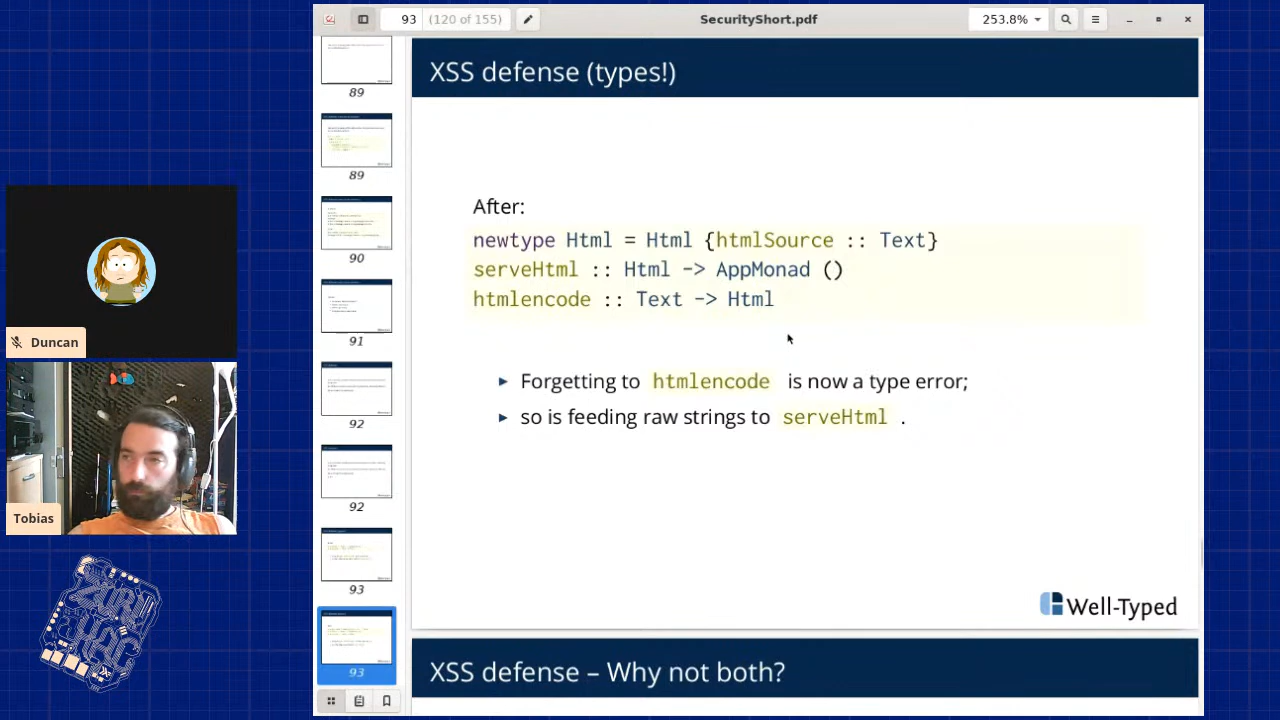 93 (120 of 155)
SecurityShort.pdf
253.8%
89
89
90
91
92
92
93
93
XSS defense (types!)
After:
newtype Html = Html {htmlSource :: Text}
serveHtml :: Html -> AppMonad ()
htmlencode :: Text -> Html
▸ Forgetting to htmlencode is now a type error;
▸ so is feeding raw strings to serveHtml .
Well-Typed
XSS defense – Why not both?
Duncan
Tobias